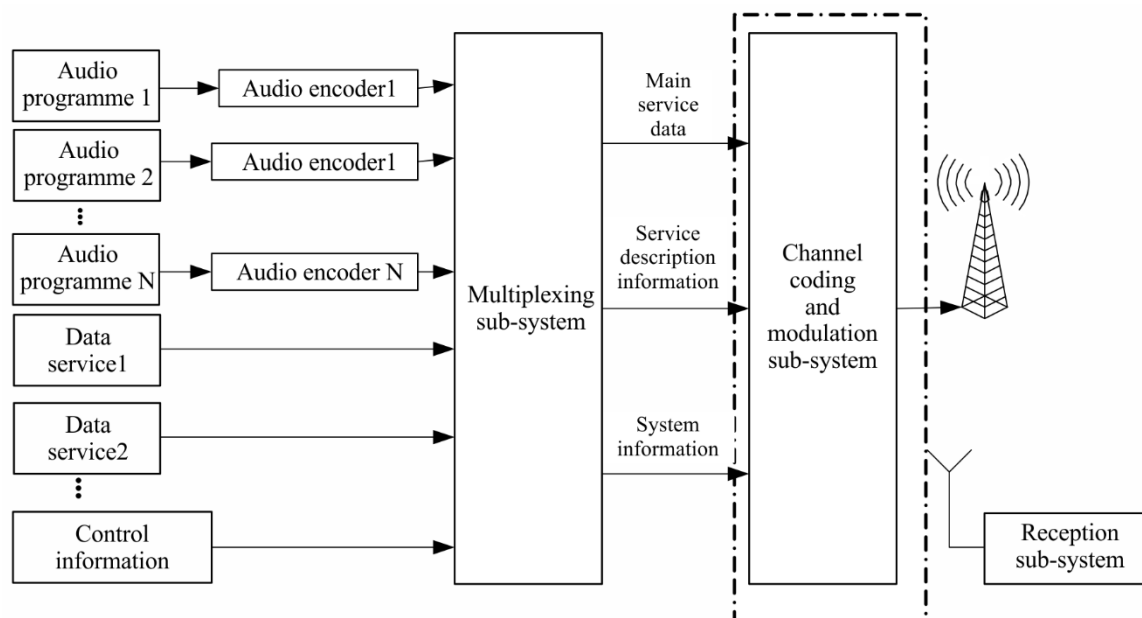 Audio
programme 1
Audio encoder1
Audio
programme 2
Audio encoder1
Audio
programme N
Audio encoder N
Data
service1
Data
service2
Control
information
Multiplexing
sub-system
Main
service
data
Service
description
information
System
information
Channel
coding
and
modulation
sub-system
Reception
sub-system